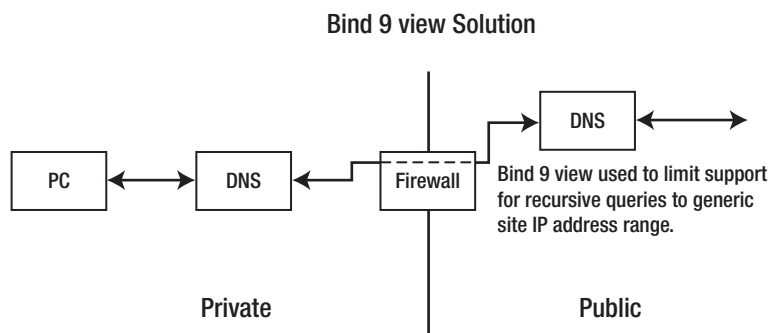 Bind 9 view Solution
DNS
PC
DNS
Firewall
Bind 9 view used to limit support
for recursive queries to generic
site IP address range.
Private
Public